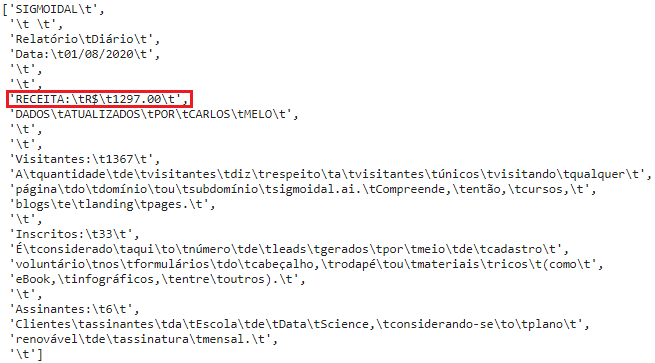 ['SIGMOIDAL\t',
'\t \t',
'Relatório\tDiário\t',
'Data:\t01/08/2020\t',
'\t',
'\t',
'RECEITA:\tR$\t1297.00\t',
'DADOS\tATUALIZADOS\tPOR\tCARLOS\tMELO\t',
'\t',
'\t',
'Visitantes:\t1367\t',
'A\tquantidade\tde\tvisitantes\tdiz\trespeito\ta\tvisitantes\túnicos\tvisitando\tqualquer\t',
'página\tdo\tdomínio\tou\tsubdomínio\tsigmoidal.ai.\tCompreende,\tentão,\tcursos,\t',
'blogs\te\tlanding\tpages.\t',
'\t',
'Inscritos:\t33\t',
'É\tconsiderado\taqui\to\tnúmero\tde\tleads\tgerados\tpor\tmeio\tde\tcadastro\t',
'voluntário\tnos\tformulários\tdo\tcabeçalho,\trodapé\tou\tmateriais\tricos\t(como\t',
'eBook,\tinfográficos,\tentre\toutros).\t',
'\t',
'Assinantes:\t6\t',
'Clientes\tassinantes\tda\tEscola\tde\tData\tScience,\tconsiderando-se\to\tplano\t',
'renovável\tde\tassinatura\tmensal.\t',
'\t']